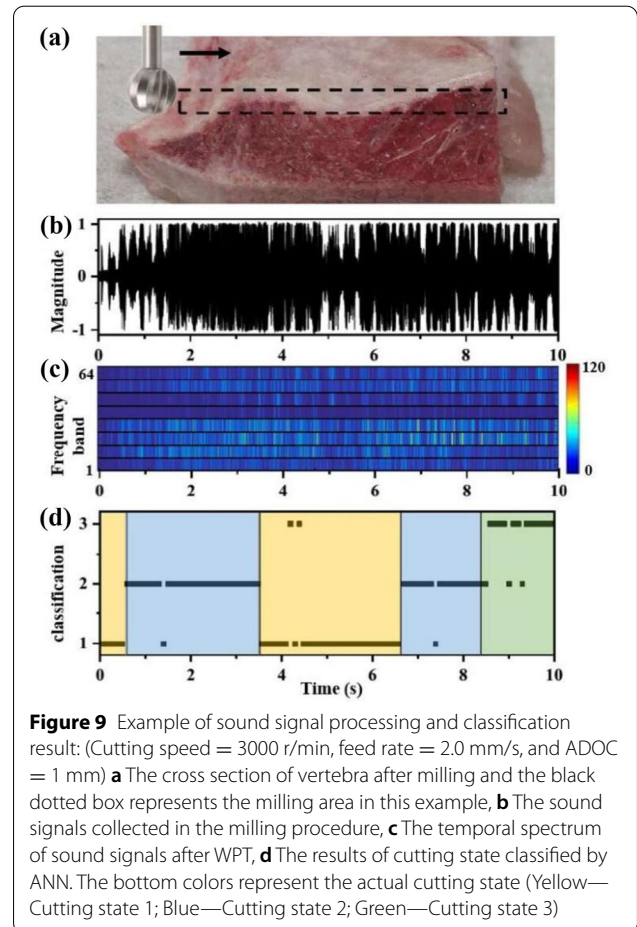 (a)
(b)
Magnitude
1
0
-1
0 2 4 6 8 10
(c)
Frequency
band
64
1
120
0
0 2 4 6 8 10
(d)
classification
3
2
1
0 2 4 6 8 10
Time (s)
Figure 9 Example of sound signal processing and classification
result: (Cutting speed = 3000 r/min, feed rate = 2.0 mm/s, and ADOC
= 1 mm) a The cross section of vertebra after milling and the black
dotted box represents the milling area in this example, b The sound
signals collected in the milling procedure, c The temporal spectrum
of sound signals after WPT, d The results of cutting state classified by
ANN. The bottom colors represent the actual cutting state (Yellow—
Cutting state 1; Blue—Cutting state 2; Green—Cutting state 3)